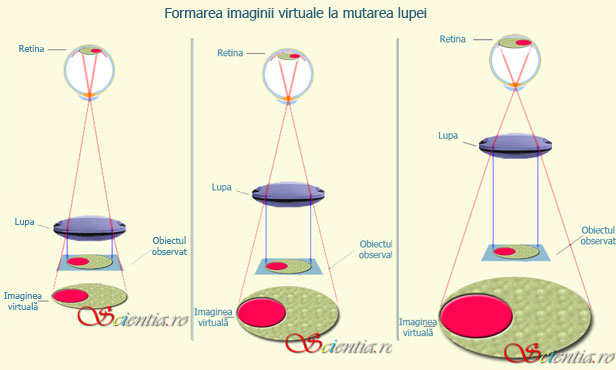 Formarea imaginii virtuale la mutarea lupei
Retina
Lupa
Obiectul
observat
Imaginea
virtuală
Scientia.ro
Retina
Lupa
Obiectul
observat
Imaginea
virtuală
Scientia.ro
Retina
Lupa
Obiectul
observat
Imaginea
virtuală
Scientia.ro